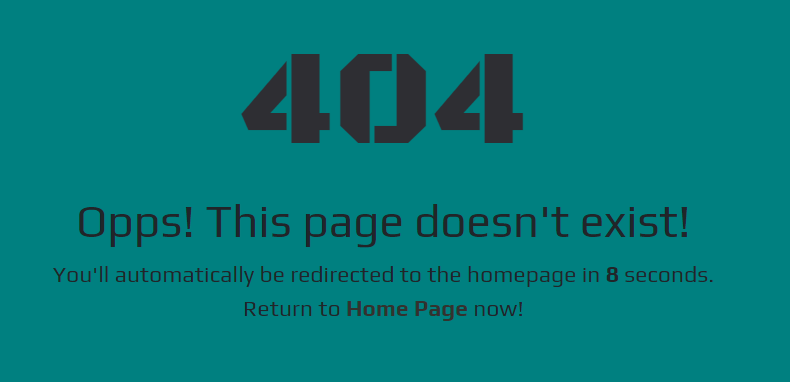 404
Opps! This page doesn't exist!
You'll automatically be redirected to the homepage in 8 seconds.
Return to Home Page now!